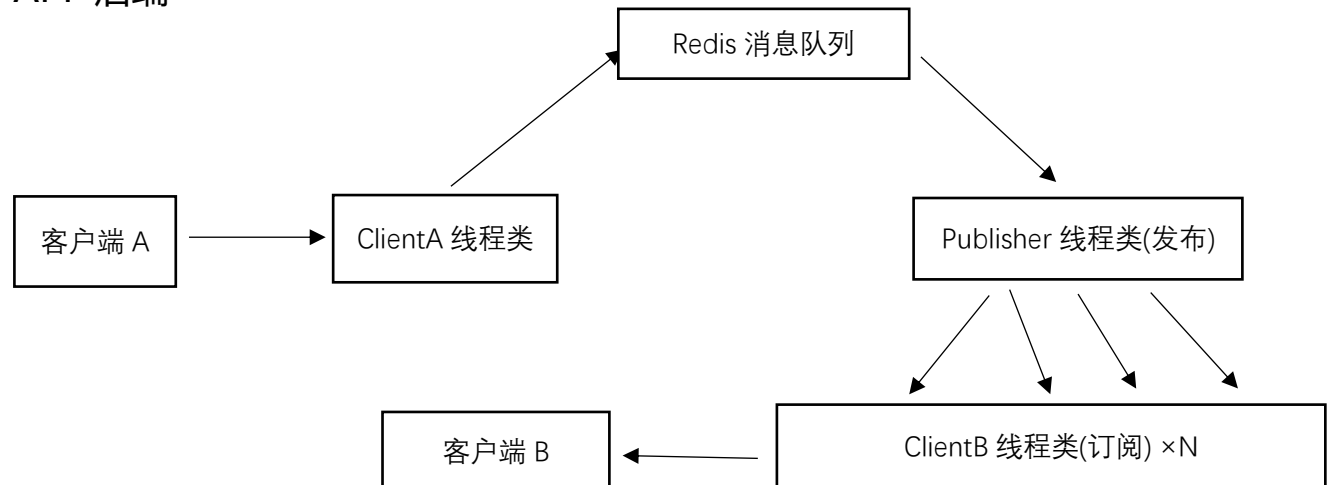 Redis 消息队列
客户端 A
ClientA 线程类
Publisher 线程类(发布)
客户端 B
ClientB 线程类(订阅) ×N